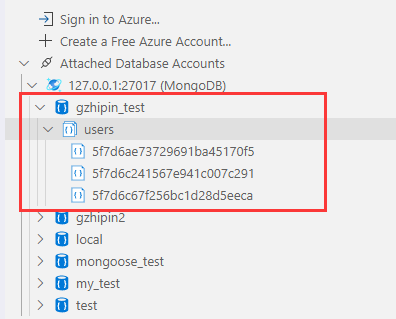 Sign in to Azure...
Create a Free Azure Account...
Attached Database Accounts
127.0.0.1:27017 (MongoDB)
gzhipin_test
users
5f7d6ae73729691ba45170f5
5f7d6c241567e941c007c291
5f7d6c67f256bc1d28d5eeca
gzhipin2
local
mongoose_test
my_test
test